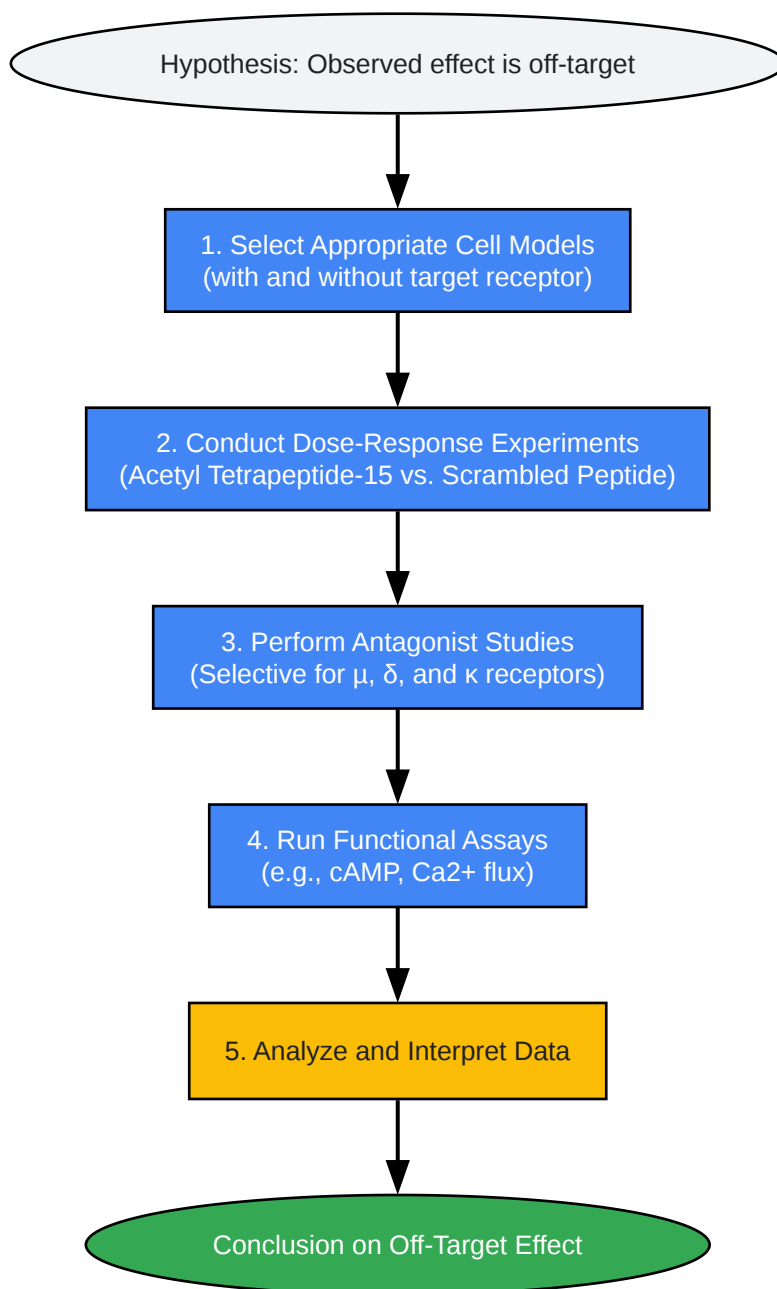 Hypothesis: Observed effect is off-target
1. Select Appropriate Cell Models
(with and without target receptor)
2. Conduct Dose-Response Experiments
(Acetyl Tetrapeptide-15 vs. Scrambled Peptide)
3. Perform Antagonist Studies
(Selective for µ, δ, and κ receptors)
4. Run Functional Assays
(e.g., cAMP, Ca2+ flux)
5. Analyze and Interpret Data
Conclusion on Off-Target Effect